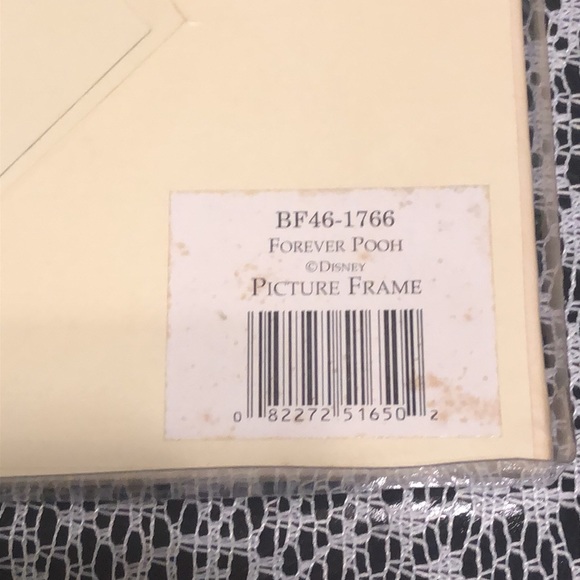 BF46-1766
FOREVER POOH
©DISNEY
PICTURE FRAME
0 82272 51650 2